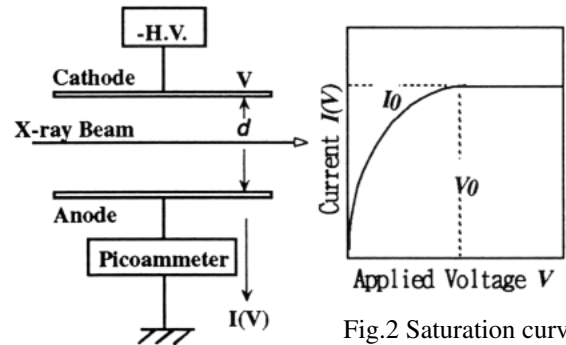 -H.V.
Cathode
V
d
X-ray Beam
Anode
Picoammeter
I(V)
Current I(V)
I0
V0
Applied Voltage V
Fig.2 Saturation curv